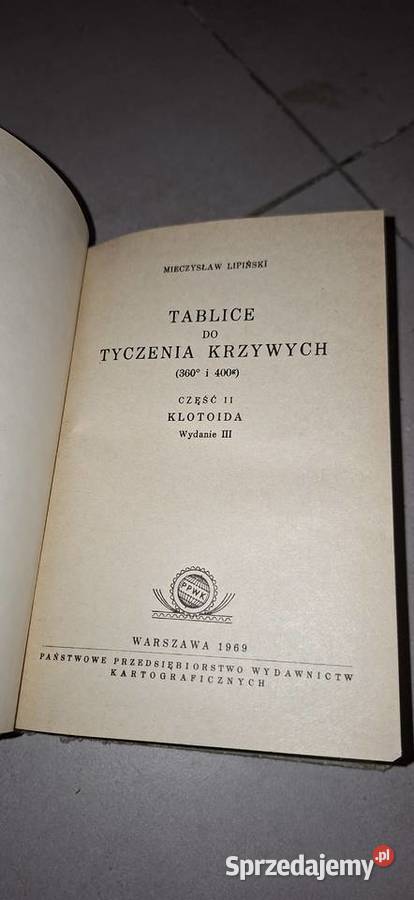 MIECZYSŁAW LIPIŃSKI
TABLICE
DO
TYCZENIA KRZYWYCH
(360° i 400ᵍ)
CZĘŚĆ II
KLOTOIDA
Wydanie III
PPWK
WARSZAWA 1969
PAŃSTWOWE PRZEDSIĘBIORSTWO WYDAWNICTW
KARTOGRAFICZNYCH
Sprzedajemy.pl